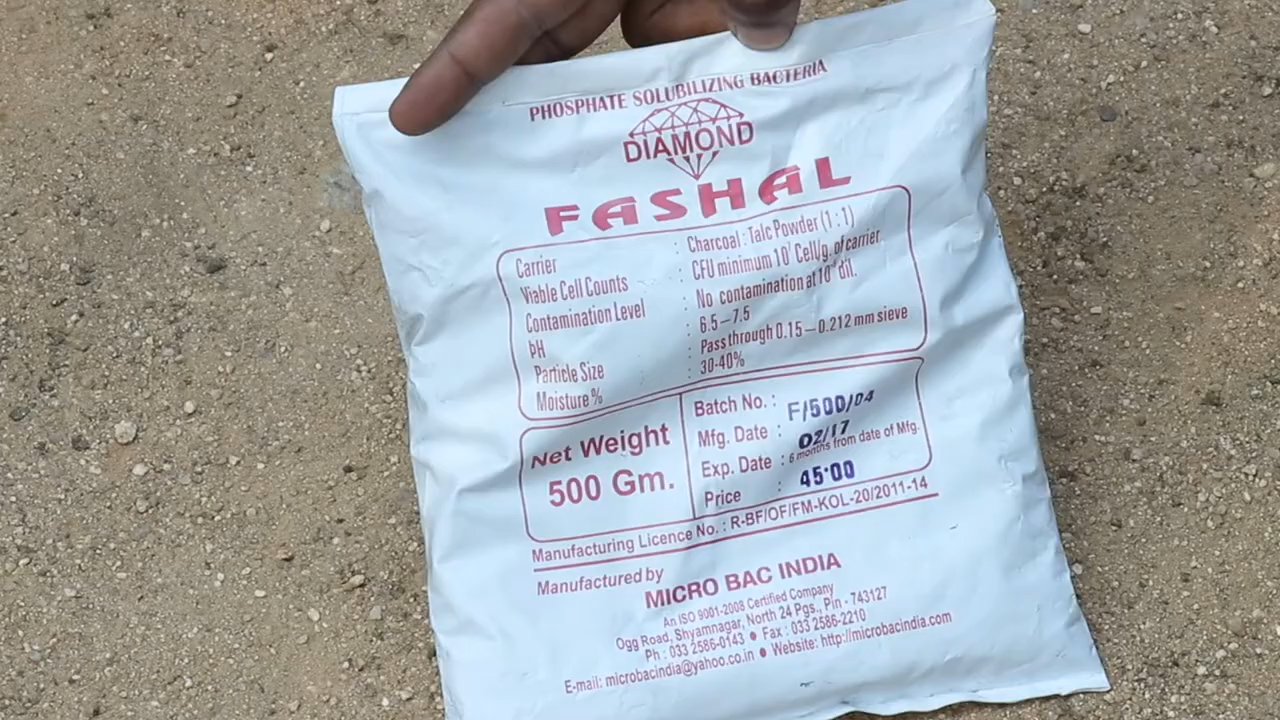 PHOSPHATE SOLUBILIZING BACTERIA
DIAMOND
FASHAL
Carrier : Charcoal : Talc Powder (1 : 1)
Viable Cell Counts : CFU minimum 10⁷ Cell/g. of carrier
Contamination Level : No contamination at 10 dil.
pH : 6.5 – 7.5
Particle Size : Pass through 0.15 – 0.212 mm sieve
Moisture % : 30-40%
Net Weight
500 Gm.
Batch No. : F/500/04
Mfg. Date : 02/17
Exp. Date : 6 months from date of Mfg.
Price : 45·00
Manufacturing Licence No. : R-BF/OF/FM-KOL-20/2011-14
Manufactured by
MICRO BAC INDIA
An ISO 9001-2008 Certified Company
Ogg Road, Shyamnagar, North 24 Pgs., Pin - 743127
Ph : 033 2586-0143 ● Fax : 033 2586-2210
E-mail: microbacindia@yahoo.co.in ● Website: http://microbacindia.com